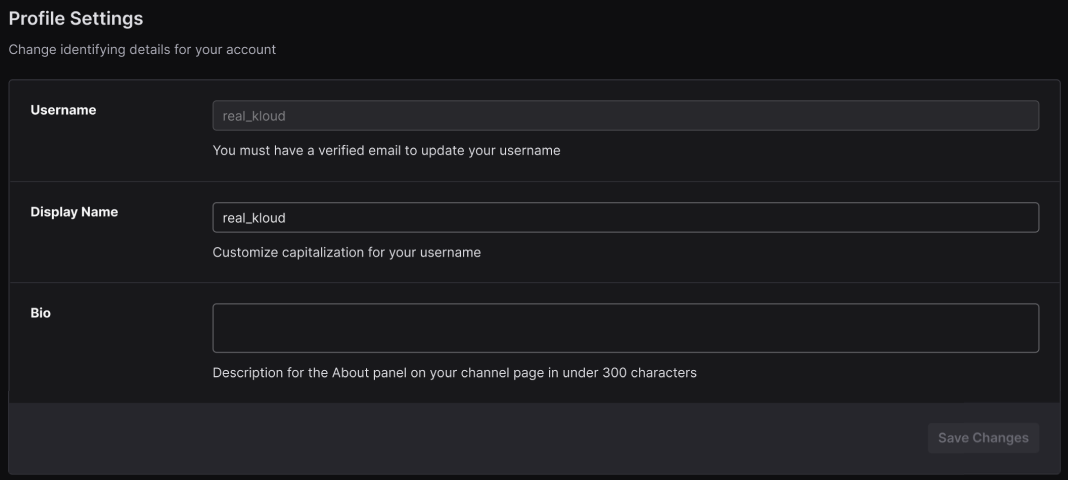 Profile Settings
Change identifying details for your account
Username
real_kloud
You must have a verified email to update your username
Display Name
real_kloud
Customize capitalization for your username
Bio
Description for the About panel on your channel page in under 300 characters
Save Changes